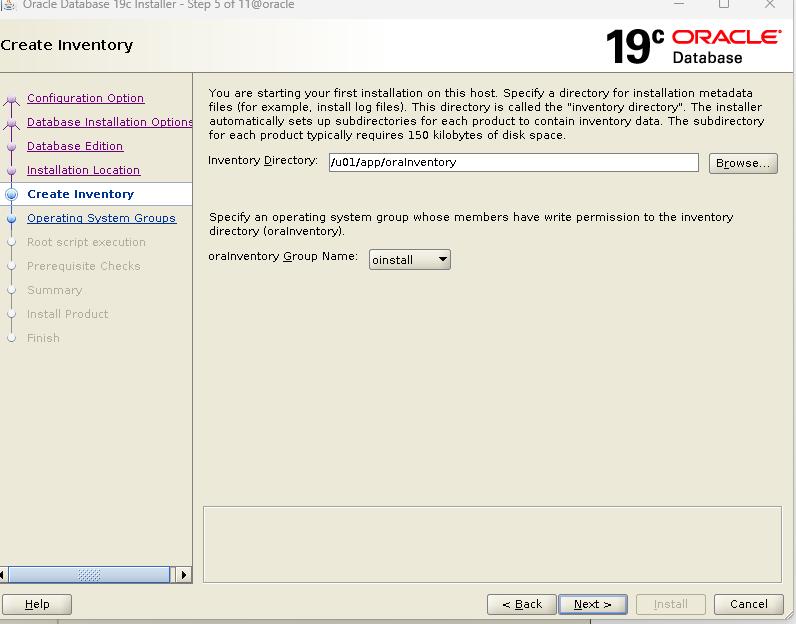 Oracle Database 19c Installer - Step 5 of 11@oracle
Create Inventory
19c ORACLE
Database
Configuration Option
Database Installation Options
Database Edition
Installation Location
Create Inventory
Operating System Groups
Root script execution
Prerequisite Checks
Summary
Install Product
Finish
You are starting your first installation on this host. Specify a directory for installation metadata
files (for example, install log files). This directory is called the "inventory directory". The installer
automatically sets up subdirectories for each product to contain inventory data. The subdirectory
for each product typically requires 150 kilobytes of disk space.
Inventory Directory: /u01/app/oraInventory Browse...
Specify an operating system group whose members have write permission to the inventory
directory (oraInventory).
oraInventory Group Name: oinstall
Help < Back Next > Install Cancel